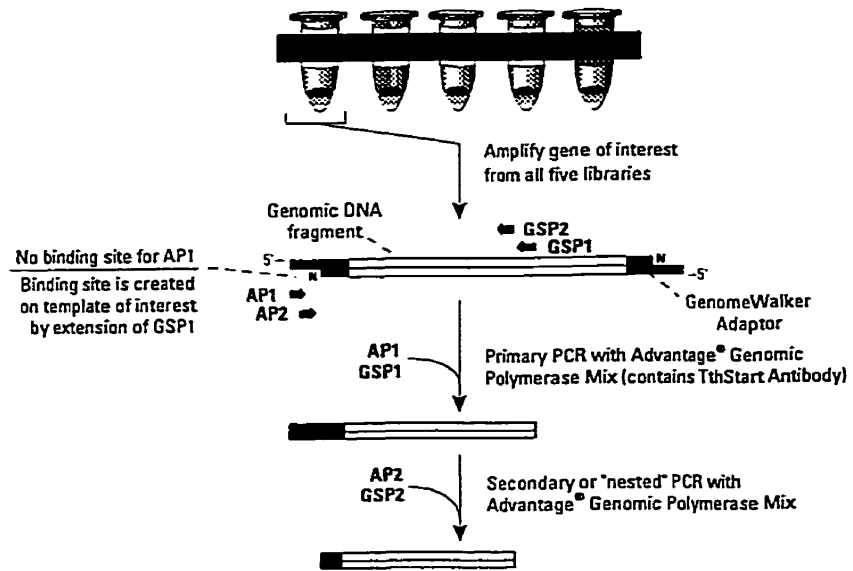 Amplify gene of interest
from all five libraries
Genomic DNA
fragment
GSP2
GSP1
No binding site for AP1
Binding site is created
on template of interest
by extension of GSP1
5'
N
N
5'
AP1
AP2
GenomeWalker
Adaptor
AP1
GSP1
Primary PCR with Advantage® Genomic
Polymerase Mix (contains TthStart Antibody)
AP2
GSP2
Secondary or "nested" PCR with
Advantage® Genomic Polymerase Mix